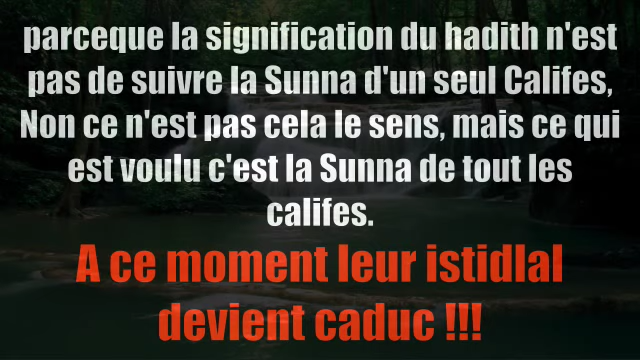 parceque la signification du hadith n'est
pas de suivre la Sunna d'un seul Califes,
Non ce n'est pas cela le sens, mais ce qui
est voulu c'est la Sunna de tout les
califes.
A ce moment leur istidlal
devient caduc !!!